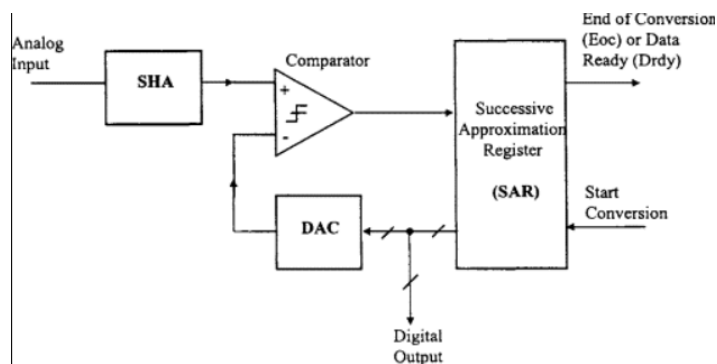 Analog
Input
SHA
Comparator
+
-
DAC
Successive
Approximation
Register
(SAR)
End of Conversion
(Eoc) or Data
Ready (Drdy)
Start
Conversion
Digital
Output